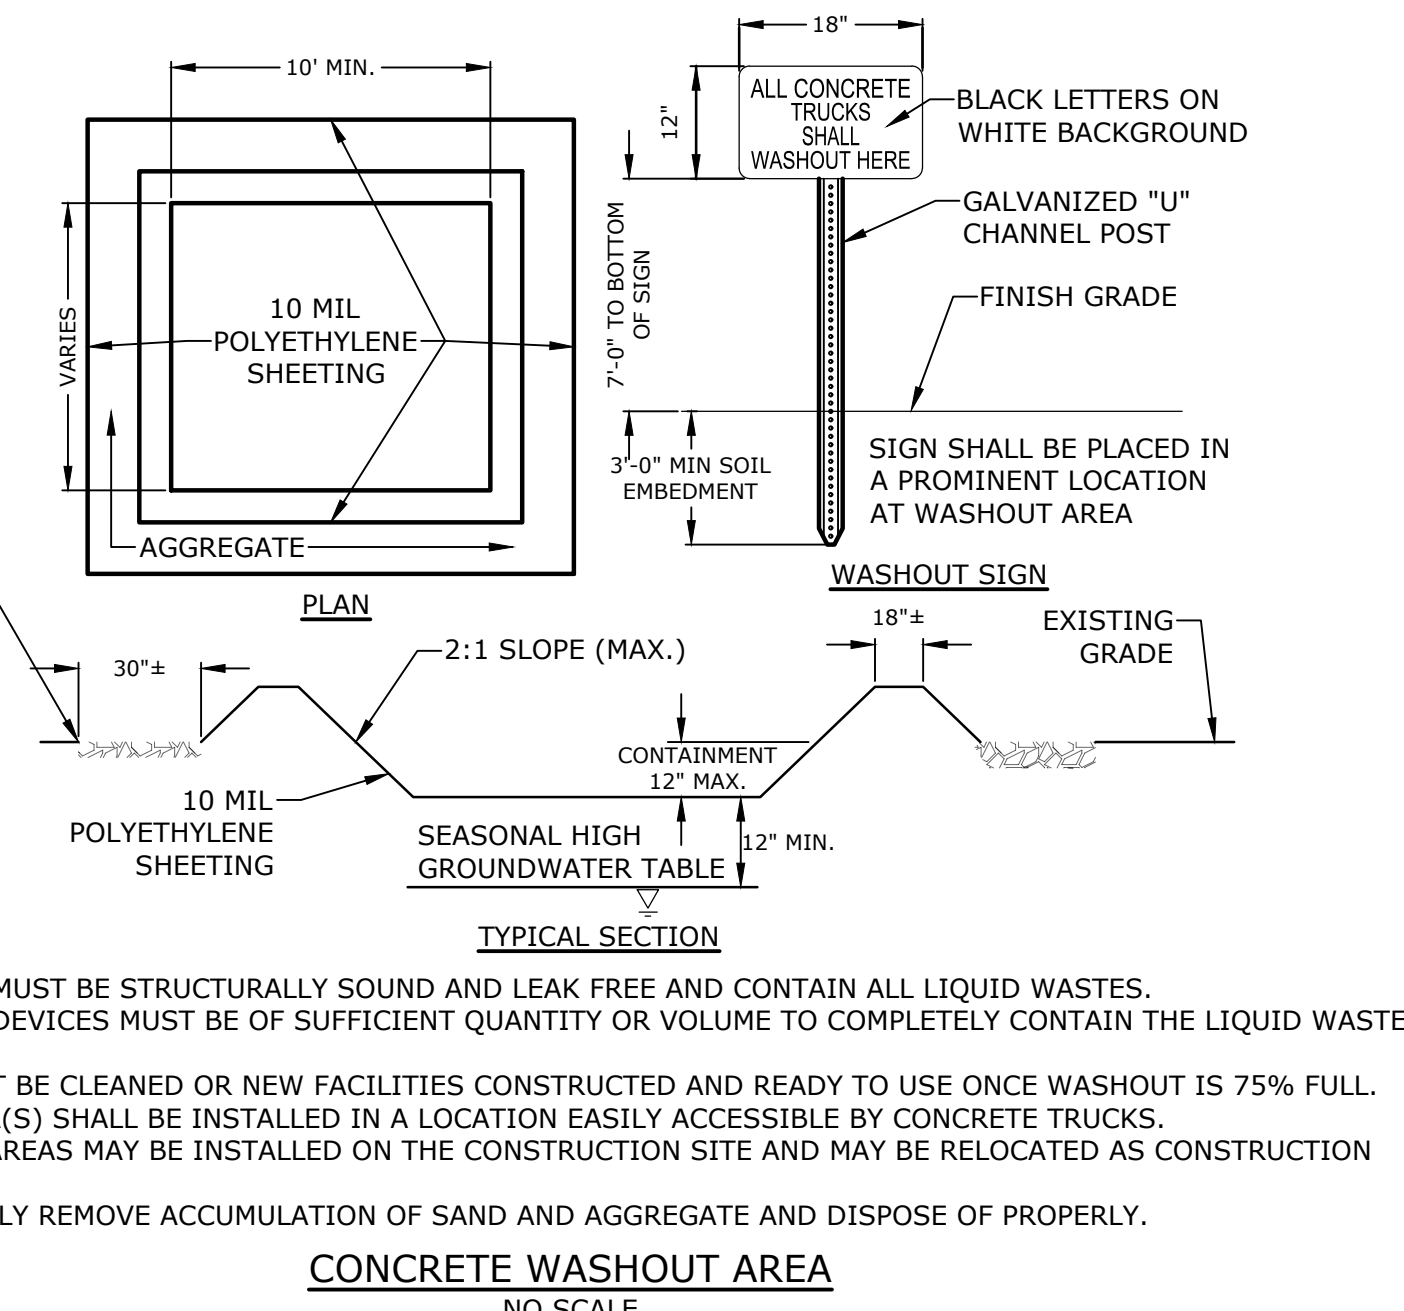 10' MIN.
VARIES
10 MIL
POLYETHYLENE
SHEETING
AGGREGATE
PLAN
18"
12"
ALL CONCRETE
TRUCKS
SHALL
WASHOUT HERE
BLACK LETTERS ON
WHITE BACKGROUND
GALVANIZED "U"
CHANNEL POST
7'-0" TO BOTTOM
OF SIGN
FINISH GRADE
3'-0" MIN SOIL
EMBEDMENT
SIGN SHALL BE PLACED IN
A PROMINENT LOCATION
AT WASHOUT AREA
WASHOUT SIGN
30"±
2:1 SLOPE (MAX.)
18"±
EXISTING
GRADE
CONTAINMENT
12" MAX.
10 MIL
POLYETHYLENE
SHEETING
SEASONAL HIGH
GROUNDWATER TABLE
12" MIN.
TYPICAL SECTION
MUST BE STRUCTURALLY SOUND AND LEAK FREE AND CONTAIN ALL LIQUID WASTES.
DEVICES MUST BE OF SUFFICIENT QUANTITY OR VOLUME TO COMPLETELY CONTAIN THE LIQUID WASTE
BE CLEANED OR NEW FACILITIES CONSTRUCTED AND READY TO USE ONCE WASHOUT IS 75% FULL.
(S) SHALL BE INSTALLED IN A LOCATION EASILY ACCESSIBLE BY CONCRETE TRUCKS.
AREAS MAY BE INSTALLED ON THE CONSTRUCTION SITE AND MAY BE RELOCATED AS CONSTRUCTION
LY REMOVE ACCUMULATION OF SAND AND AGGREGATE AND DISPOSE OF PROPERLY.
CONCRETE WASHOUT AREA
NO SCALE